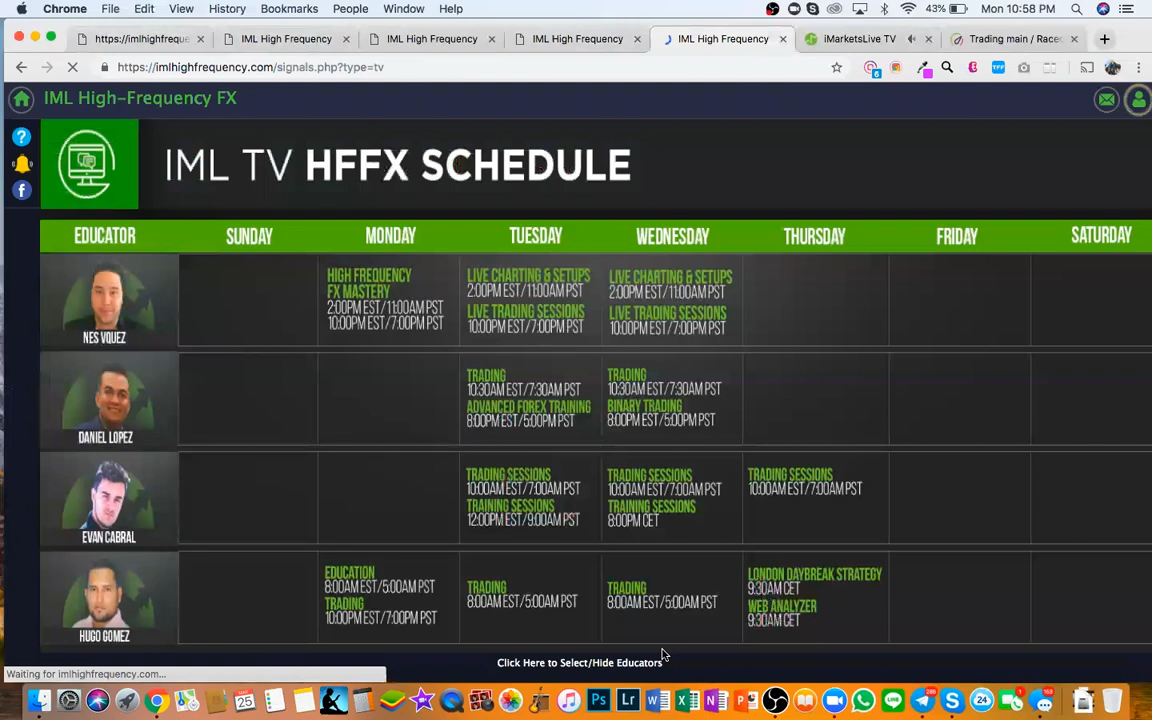 Chrome File Edit View History Bookmarks People Window Help 43% Mon 10:58 PM
https://imlhighfreque IML High Frequency IML High Frequency IML High Frequency IML High Frequency iMarketsLive TV Trading main / Racec
https://imlhighfrequency.com/signals.php?type=tv
IML High-Frequency FX
IML TV HFFX SCHEDULE
EDUCATOR SUNDAY MONDAY TUESDAY WEDNESDAY THURSDAY FRIDAY SATURDAY
NES VQUEZ
HIGH FREQUENCY
FX MASTERY
2:00PM EST/11:00AM PST
10:00PM EST/7:00PM PST
LIVE CHARTING & SETUPS
2:00PM EST/11:00AM PST
LIVE TRADING SESSIONS
10:00PM EST/7:00PM PST
LIVE CHARTING & SETUPS
2:00PM EST/11:00AM PST
LIVE TRADING SESSIONS
10:00PM EST/7:00PM PST
DANIEL LOPEZ
TRADING
10:30AM EST/7:30AM PST
ADVANCED FOREX TRAINING
8:00PM EST/5:00PM PST
TRADING
10:30AM EST/7:30AM PST
BINARY TRADING
8:00PM EST/5:00PM PST
EVAN CABRAL
TRADING SESSIONS
10:00AM EST/7:00AM PST
TRAINING SESSIONS
12:00PM EST/9:00AM PST
TRADING SESSIONS
10:00AM EST/7:00AM PST
TRAINING SESSIONS
8:00PM CET
TRADING SESSIONS
10:00AM EST/7:00AM PST
HUGO GOMEZ
EDUCATION
8:00AM EST/5:00AM PST
TRADING
10:00PM EST/7:00PM PST
TRADING
8:00AM EST/5:00AM PST
TRADING
8:00AM EST/5:00AM PST
LONDON DAYBREAK STRATEGY
9:30AM CET
WEB ANALYZER
9:30AM CET
Click Here to Select/Hide Educators
Waiting for imlhighfrequency.com...